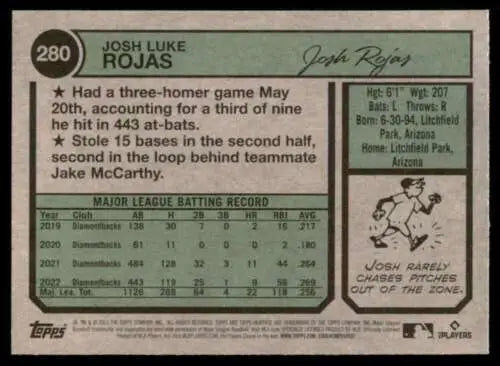 280
JOSH LUKE
ROJAS
Josh Rojas
★ Had a three-homer game May
20th, accounting for a third of nine
he hit in 443 at-bats.
★ Stole 15 bases in the second half,
second in the loop behind teammate
Jake McCarthy.
Hgt: 6'1" Wgt: 207
Bats: L Throws: R
Born: 6-30-94, Litchfield
Park, Arizona
Home: Litchfield Park,
Arizona
MAJOR LEAGUE BATTING RECORD
Year Club AB H 2B 3B HR RBI AVG
2019 Diamondbacks 138 30 7 0 2 16 .217
2020 Diamondbacks 61 11 0 0 2 .180
2021 Diamondbacks 484 128 32 3 11 44 .264
2022 Diamondbacks 443 119 25 1 9 56 .269
Maj. Lea. Tot. 1126 288 64 4 22 118 .256
JOSH RARELY
CHASES PITCHES
OUT OF THE ZONE.
Topps
PLAYERS